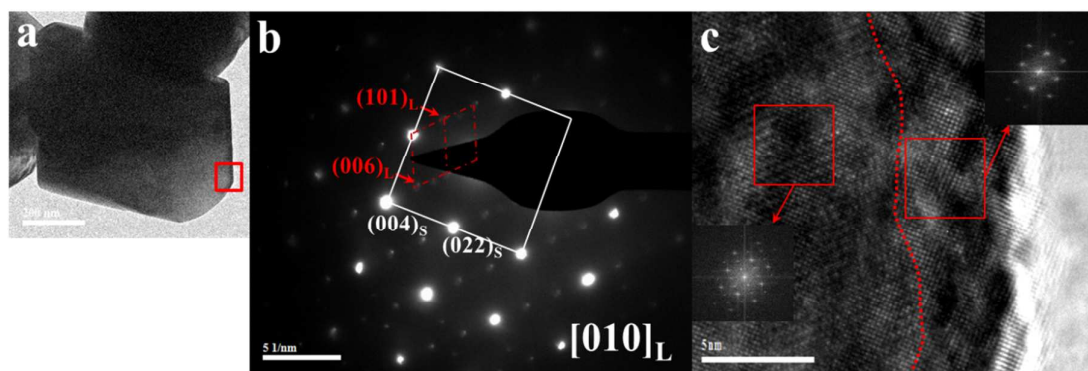 a
200 nm
b
(101)L
(006)L
(004)S
(022)S
5 1/nm
[010]L
c
5nm